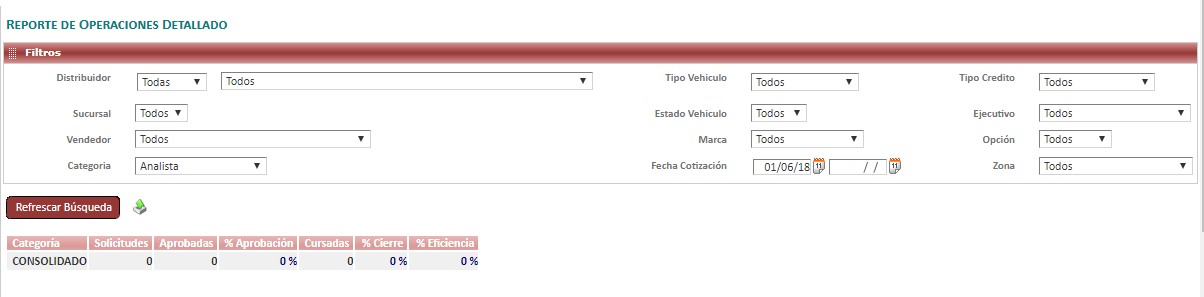 REPORTE DE OPERACIONES DETALLADO
Filtros
Distribuidor Todas Todos Tipo Vehiculo Todos Tipo Credito Todos
Sucursal Todos Estado Vehiculo Todos Ejecutivo Todos
Vendedor Todos Marca Todos Opción Todos
Categoria Analista Fecha Cotización 01/06/18 11 / / 11 Zona Todos
Refrescar Búsqueda
Categoría Solicitudes Aprobadas % Aprobación Cursadas % Cierre % Eficiencia
CONSOLIDADO 0 0 0 % 0 0 % 0 %